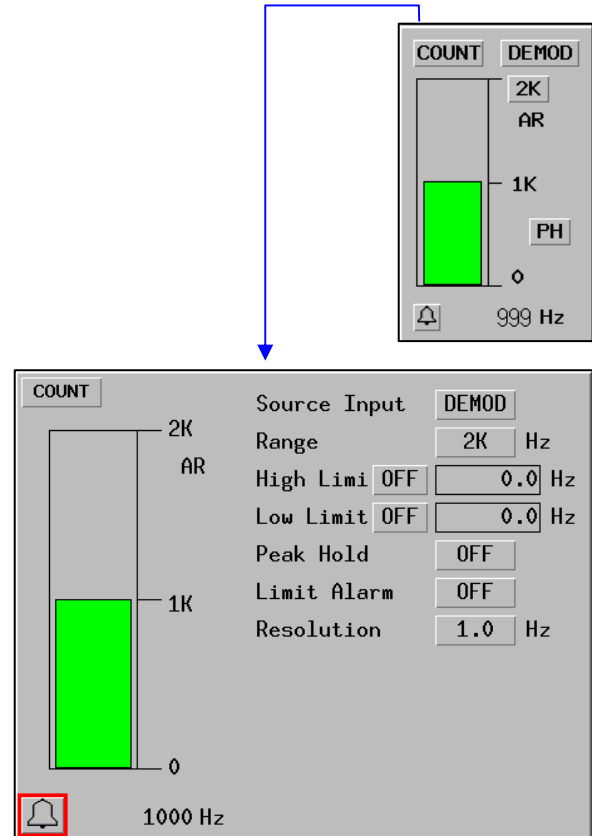 COUNT DEMOD
2K
AR
1K
PH
0
999 Hz
COUNT
2K
AR
1K
0
1000 Hz
Source Input DEMOD
Range 2K Hz
High Limi OFF 0.0 Hz
Low Limit OFF 0.0 Hz
Peak Hold OFF
Limit Alarm OFF
Resolution 1.0 Hz